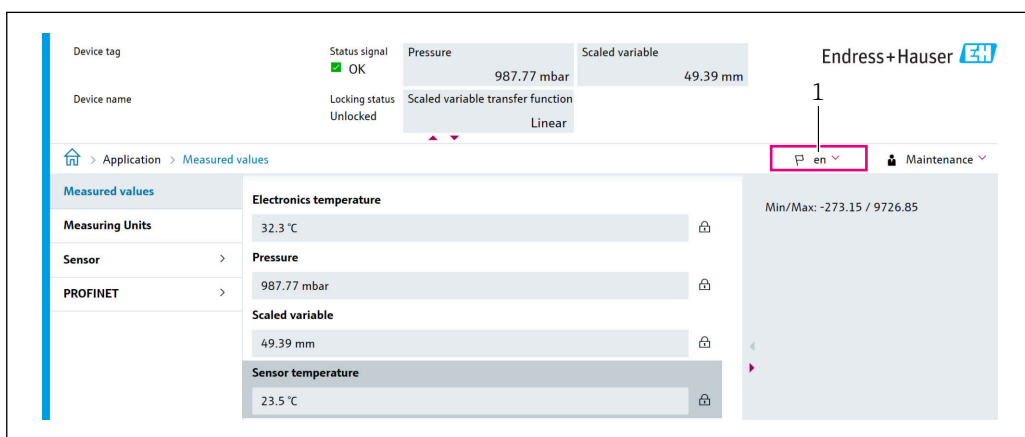 Device tag
Status signal
OK
Pressure
987.77 mbar
Scaled variable
49.39 mm
Endress+Hauser EH
1
Device name
Locking status
Unlocked
Scaled variable transfer function
Linear
> Application > Measured values
en
Maintenance
Measured values
Measuring Units
Sensor >
PROFINET >
Electronics temperature
32.3 °C
Pressure
987.77 mbar
Scaled variable
49.39 mm
Sensor temperature
23.5 °C
Min/Max: -273.15 / 9726.85